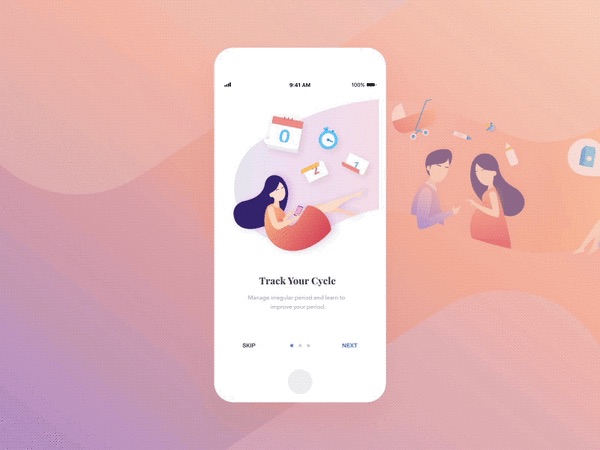 9:41 AM
100%
0
2
1
Track Your Cycle
Manage irregular period and learn to
improve your period.
SKIP
NEXT